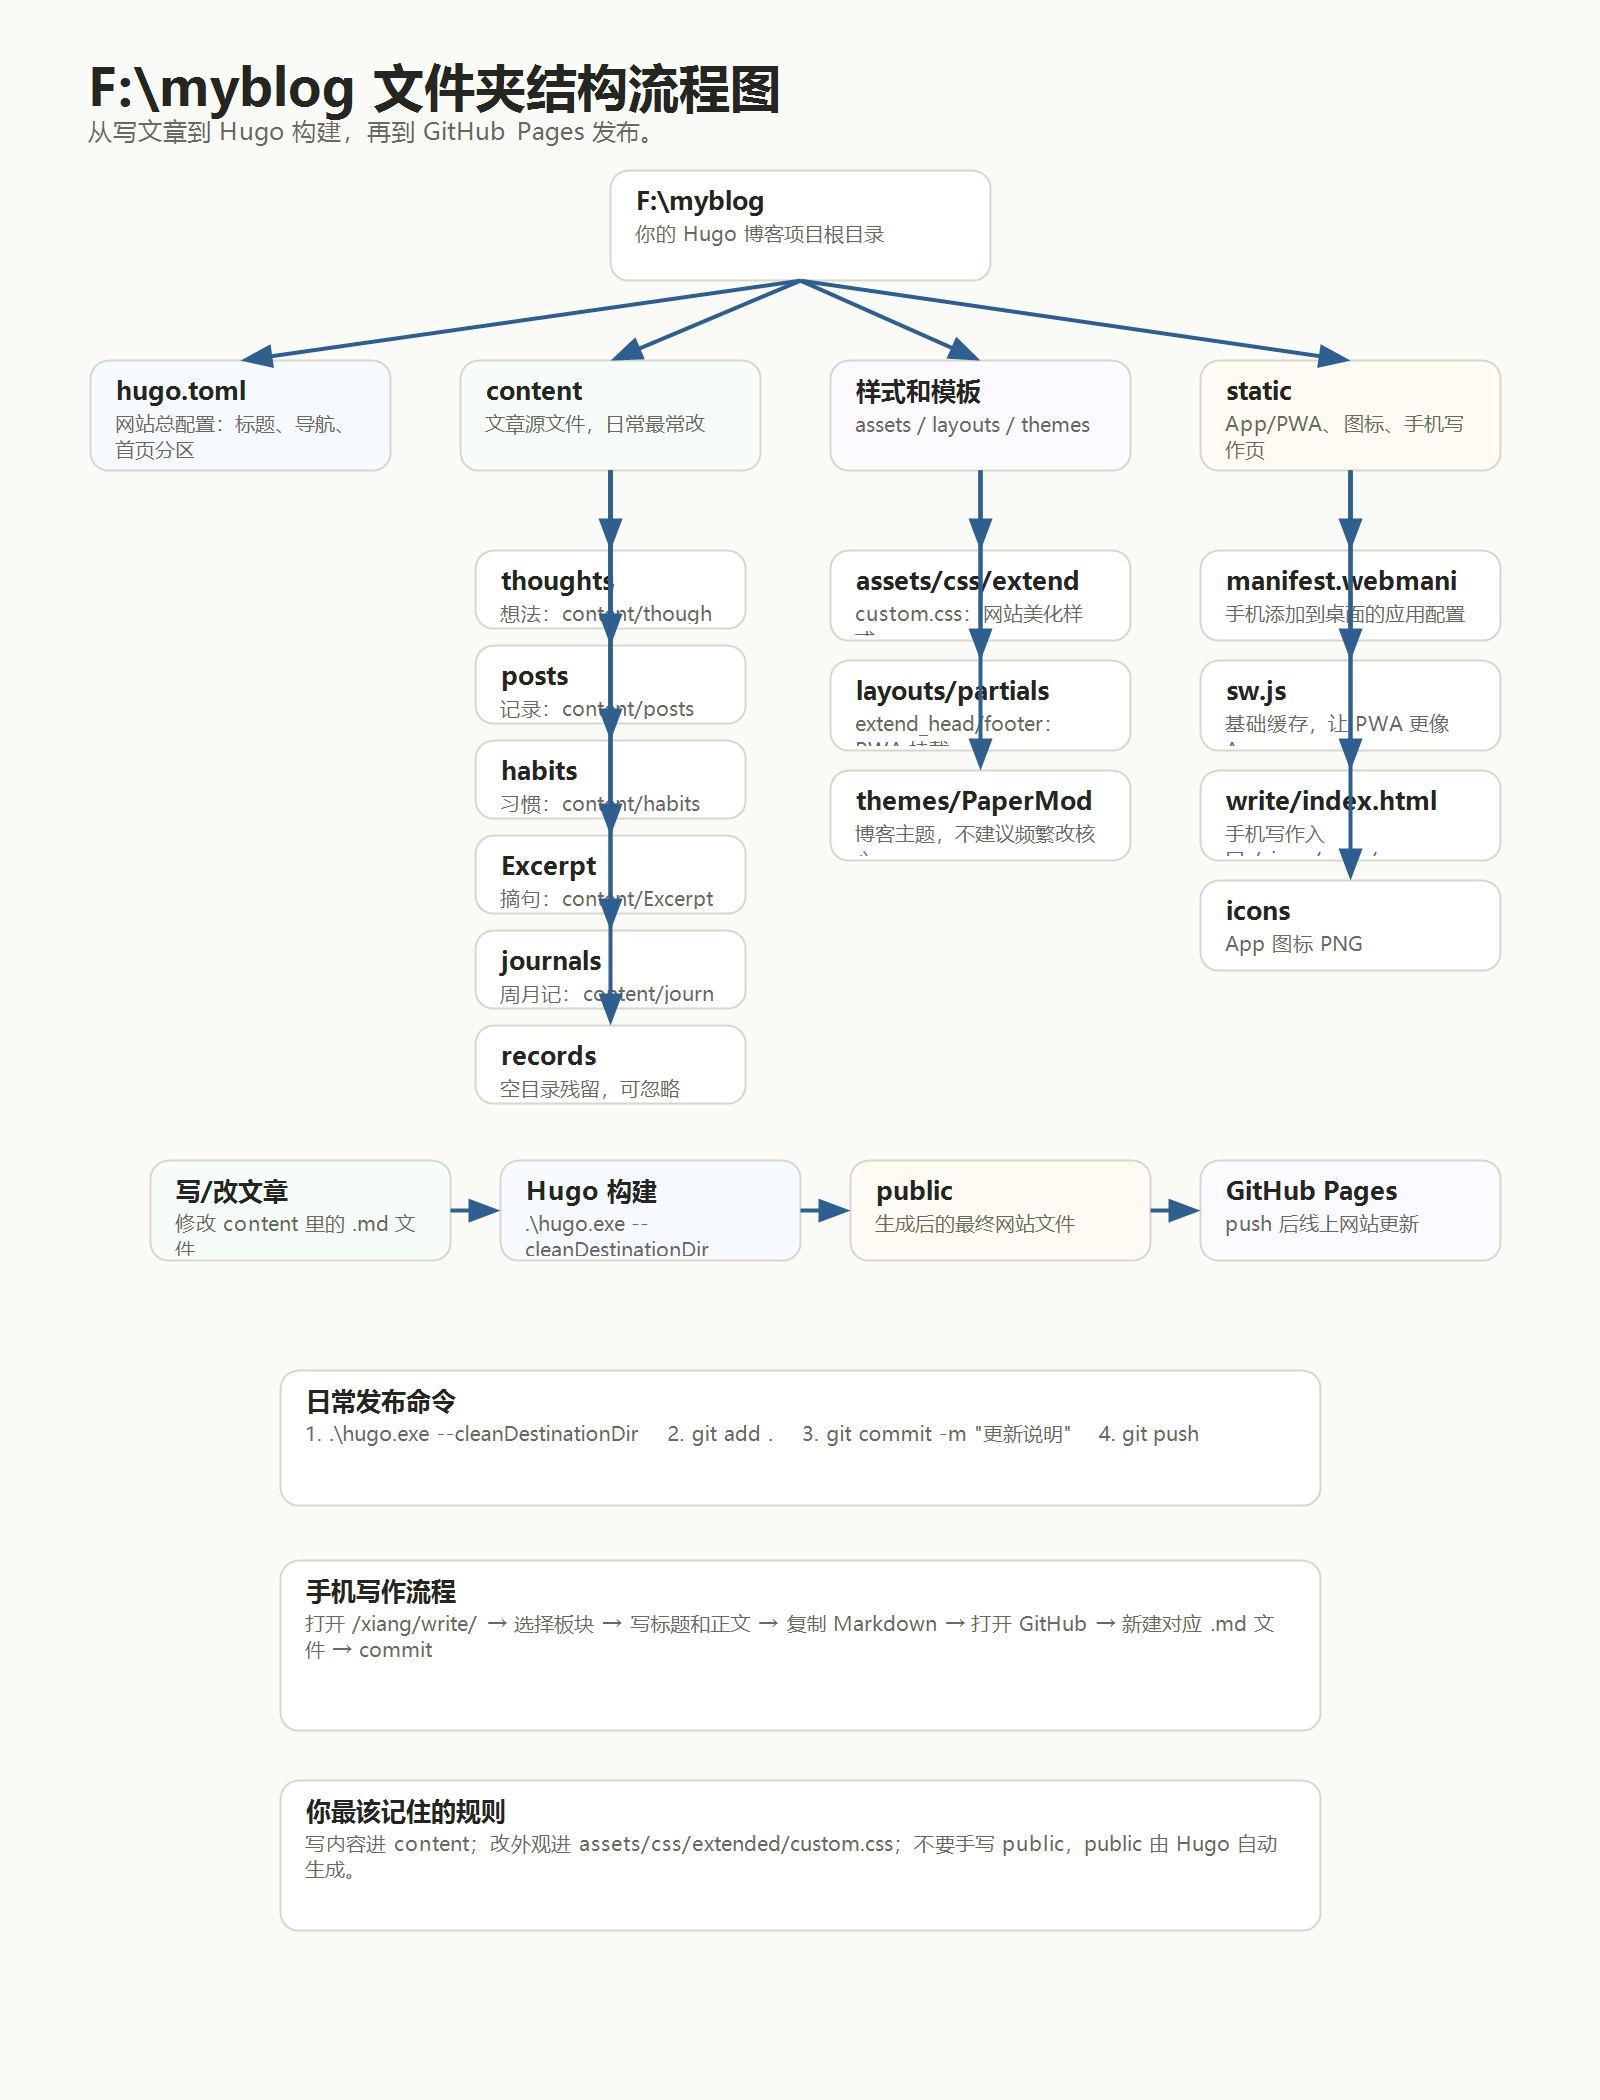 F:\myblog 文件夹结构流程图
从写文章到 Hugo 构建，再到 GitHub Pages 发布。
F:\myblog
你的 Hugo 博客项目根目录
hugo.toml
网站总配置：标题、导航、
首页分区
content
文章源文件，日常最常改
样式和模板
assets / layouts / themes
static
App/PWA、图标、手机写
作页
thoughts
想法：content/though
posts
记录：content/posts
habits
习惯：content/habits
Excerpt
摘句：content/Excerpt
journals
周月记：content/journ
records
空目录残留，可忽略
assets/css/extend
custom.css：网站美化样
layouts/partials
extend_head/footer：
PWA 挂载
themes/PaperMod
博客主题，不建议频繁改核
manifest.webmani
手机添加到桌面的应用配置
sw.js
基础缓存，让 PWA 更像
write/index.html
手机写作入
icons
App 图标 PNG
写/改文章
修改 content 里的 .md 文
件
Hugo 构建
.\hugo.exe --
cleanDestinationDir
public
生成后的最终网站文件
GitHub Pages
push 后线上网站更新
日常发布命令
1. .\hugo.exe --cleanDestinationDir 2. git add . 3. git commit -m "更新说明" 4. git push
手机写作流程
打开 /xiang/write/ → 选择板块 → 写标题和正文 → 复制 Markdown → 打开 GitHub → 新建对应 .md 文
件 → commit
你最该记住的规则
写内容进 content；改外观进 assets/css/extended/custom.css；不要手写 public，public 由 Hugo 自动
生成。